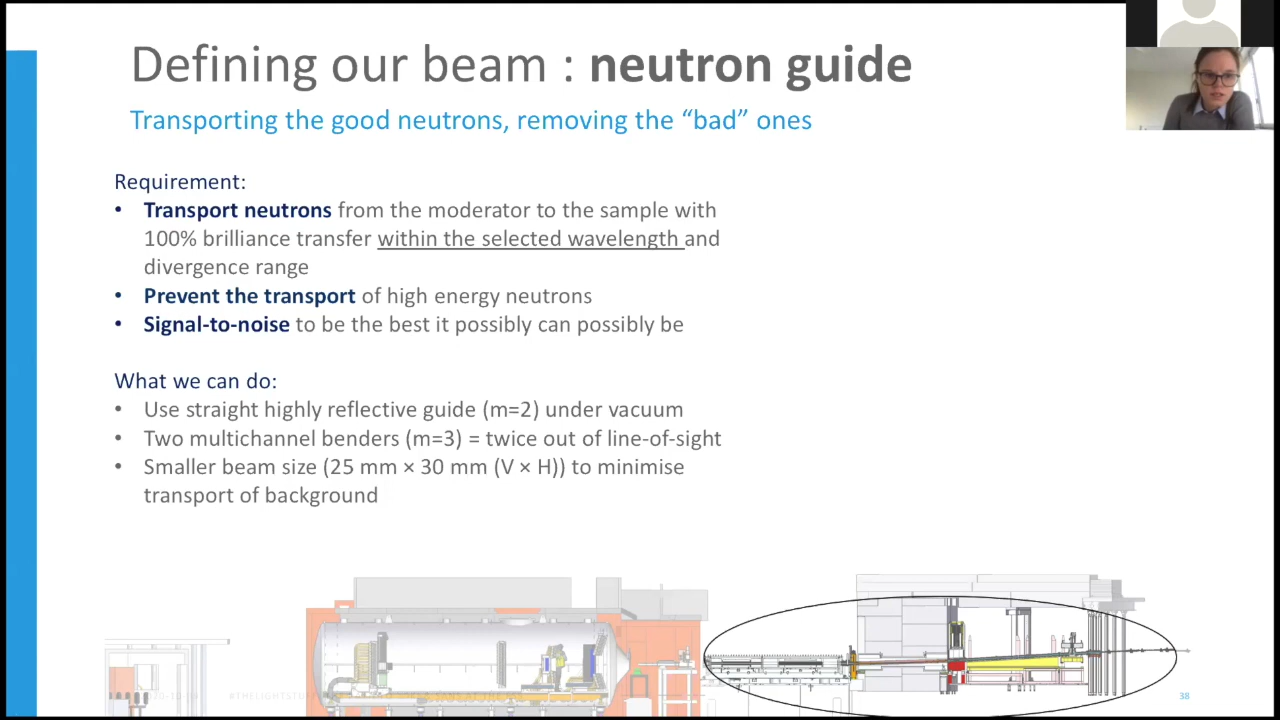 Defining our beam : neutron guide
Transporting the good neutrons, removing the “bad” ones
Requirement:
• Transport neutrons from the moderator to the sample with
100% brilliance transfer within the selected wavelength and
divergence range
• Prevent the transport of high energy neutrons
• Signal-to-noise to be the best it possibly can possibly be
What we can do:
• Use straight highly reflective guide (m=2) under vacuum
• Two multichannel benders (m=3) = twice out of line-of-sight
• Smaller beam size (25 mm × 30 mm (V × H)) to minimise
transport of background
38